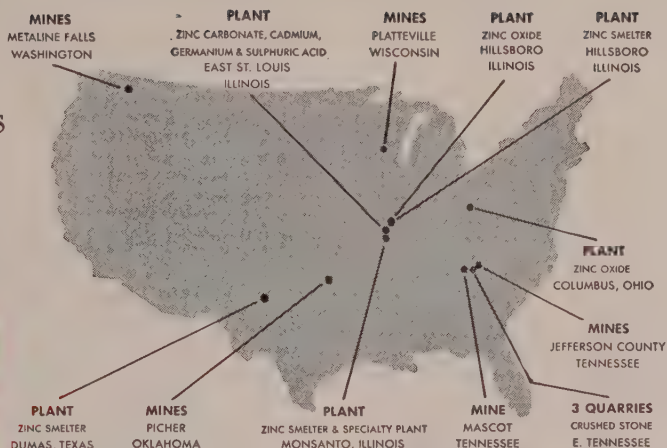 MINES
METALINE FALLS
WASHINGTON
PLANT
ZINC CARBONATE, CADMIUM,
GERMANIUM & SULPHURIC ACID
EAST ST. LOUIS
ILLINOIS
MINES
PLATTEVILLE
WISCONSIN
PLANT
ZINC OXIDE
HILLSBORO
ILLINOIS
PLANT
ZINC SMELTER
HILLSBORO
ILLINOIS
S
PLANT
ZINC OXIDE
COLUMBUS, OHIO
MINES
JEFFERSON COUNTY
TENNESSEE
PLANT
ZINC SMELTER
DUMAS, TEXAS
MINES
PICHER
OKLAHOMA
PLANT
ZINC SMELTER & SPECIALTY PLANT
MONSANTO, ILLINOIS
MINE
MASCOT
TENNESSEE
3 QUARRIES
CRUSHED STONE
E. TENNESSEE